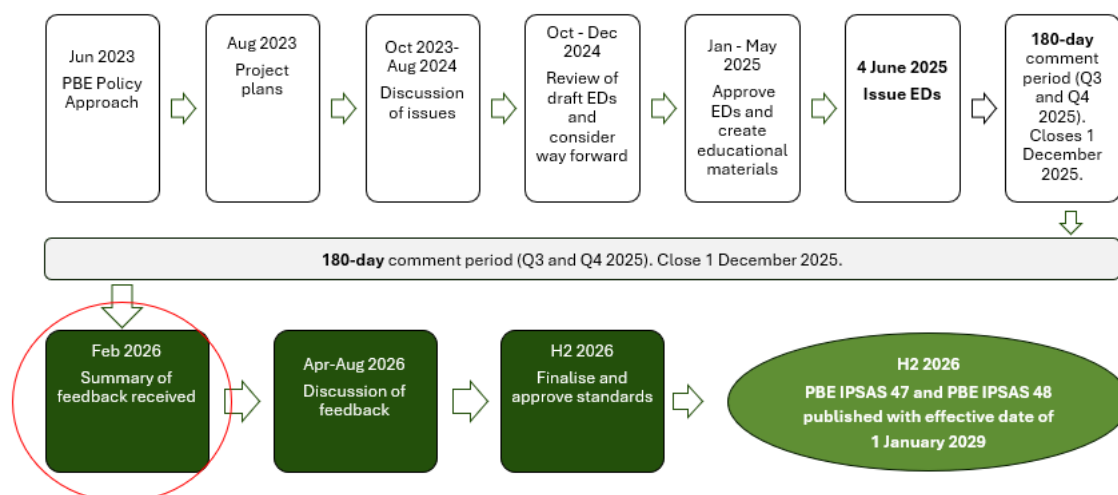 Jun 2023
PBE Policy
Approach
Aug 2023
Project
plans
Oct 2023-
Aug 2024
Discussion
of issues
Oct - Dec
2024
Review of
draft EDs
and
consider
way forward
Jan - May
2025
Approve
EDs and
create
educational
materials
4 June 2025
Issue EDs
180-day
comment
period (Q3
and Q4
2025).
Closes 1
December
2025.
180-day comment period (Q3 and Q4 2025). Close 1 December 2025.
Feb 2026
Summary of
feedback received
Apr-Aug 2026
Discussion of
feedback
H2 2026
Finalise and
approve standards
H2 2026
PBE IPSAS 47 and PBE IPSAS 48
published with effective date of
1 January 2029